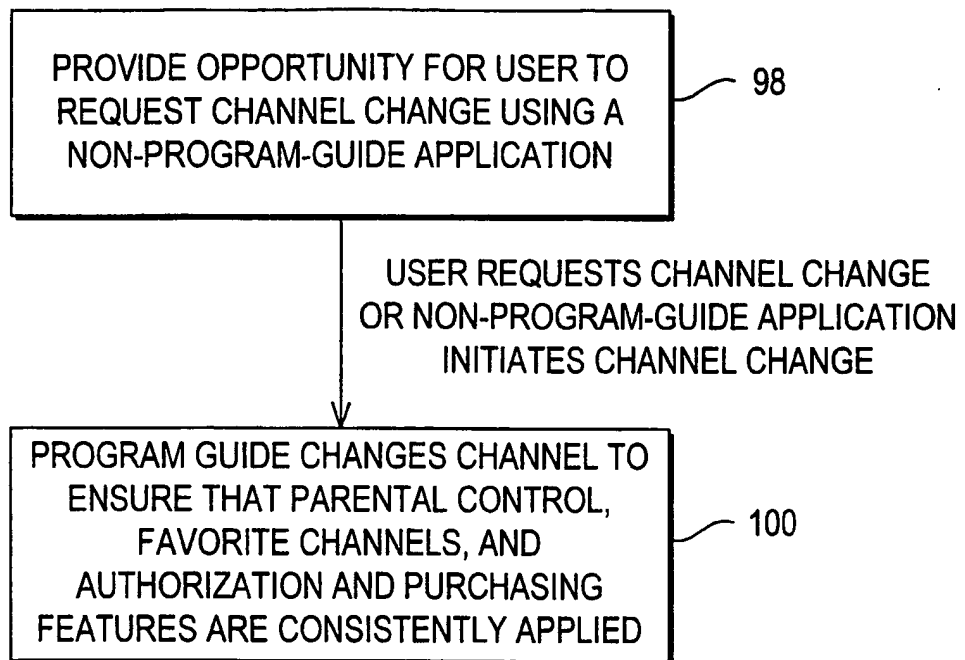 PROVIDE OPPORTUNITY FOR USER TO
REQUEST CHANNEL CHANGE USING A
NON-PROGRAM-GUIDE APPLICATION
98
USER REQUESTS CHANNEL CHANGE
OR NON-PROGRAM-GUIDE APPLICATION
INITIATES CHANNEL CHANGE
PROGRAM GUIDE CHANGES CHANNEL TO
ENSURE THAT PARENTAL CONTROL,
FAVORITE CHANNELS, AND
AUTHORIZATION AND PURCHASING
FEATURES ARE CONSISTENTLY APPLIED
100